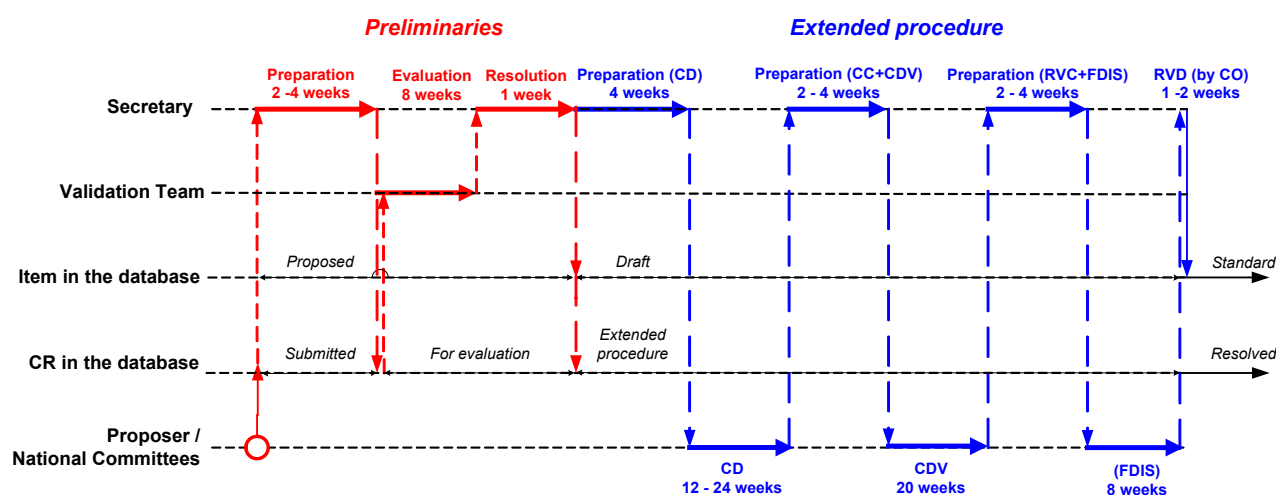 Preliminaries
Extended procedure
Preparation
2 -4 weeks
Evaluation
8 weeks
Resolution
1 week
Preparation (CD)
4 weeks
Preparation (CC+CDV)
2 - 4 weeks
Preparation (RVC+FDIS)
2 - 4 weeks
RVD (by CO)
1 -2 weeks
Secretary
Validation Team
Item in the database
Proposed
Draft
Standard
CR in the database
Submitted
For evaluation
Extended
procedure
Resolved
Proposer /
National Committees
CD
12 - 24 weeks
CDV
20 weeks
(FDIS)
8 weeks